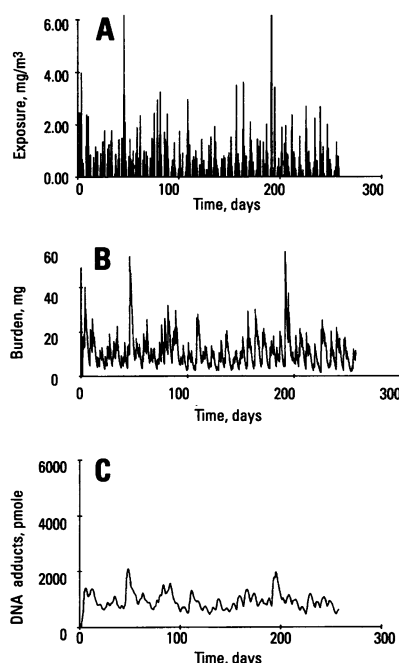 A
Exposure, mg/m³
6.00
4.00
2.00
0.00
0 100 200 300
Time, days
B
Burden, mg
60
40
20
0
0 100 200 300
Time, days
C
DNA adducts, pmole
6000
4000
2000
0
0 100 200 300
Time, days